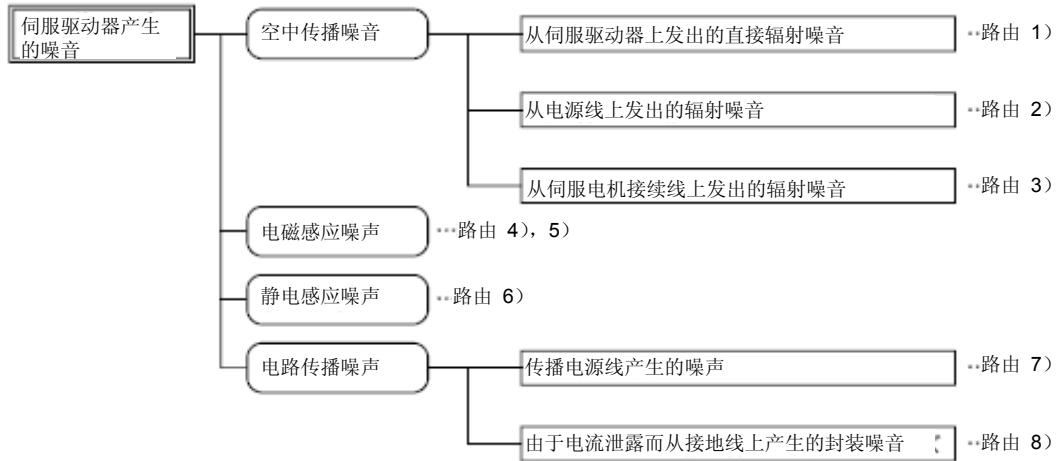 伺服驱动器产生
的噪音
空中传播噪音
从伺服驱动器上发出的直接辐射噪音
路由 1)
从电源线上发出的辐射噪音
路由 2)
从伺服电机接续线上发出的辐射噪音
路由 3)
电磁感应噪声
路由 4), 5)
静电感应噪声
路由 6)
电路传播噪声
传播电源线产生的噪声
路由 7)
由于电流泄露而从接地线上产生的封装噪音
路由 8)